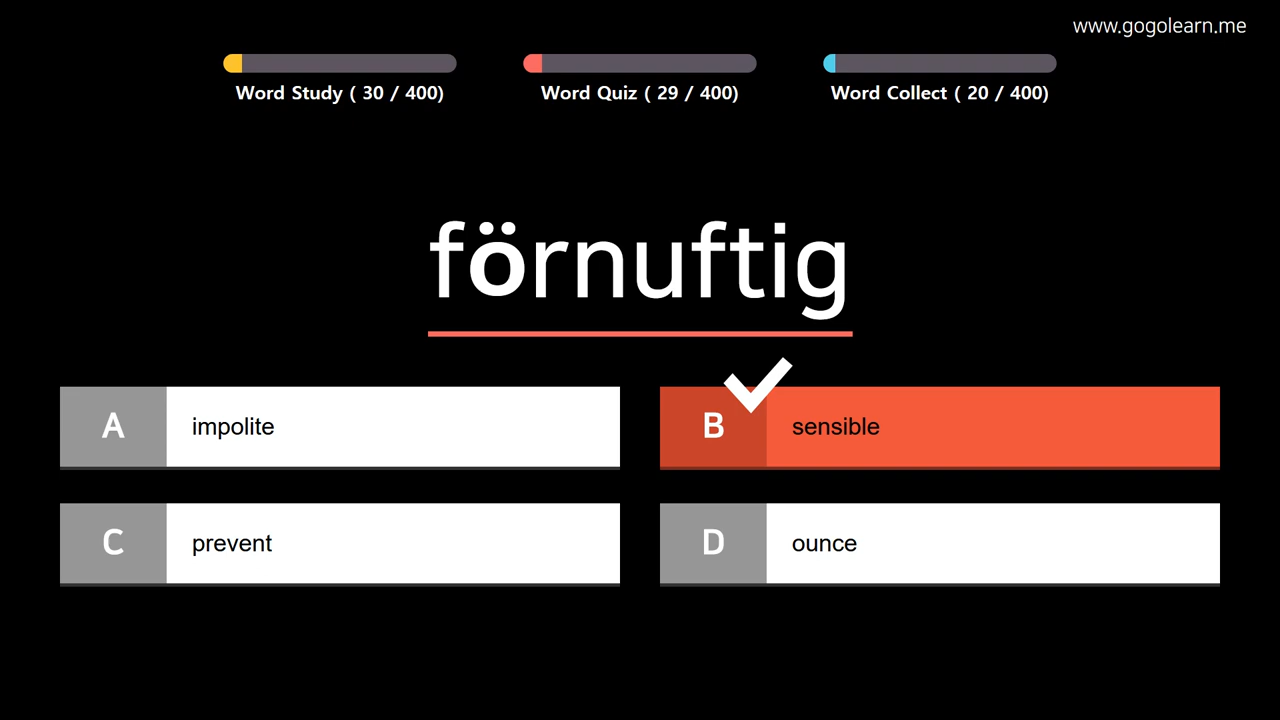 www.gogolearn.me
Word Study ( 30 / 400)
Word Quiz ( 29 / 400)
Word Collect ( 20 / 400)
förnuftig
A impolite
B sensible
C prevent
D ounce